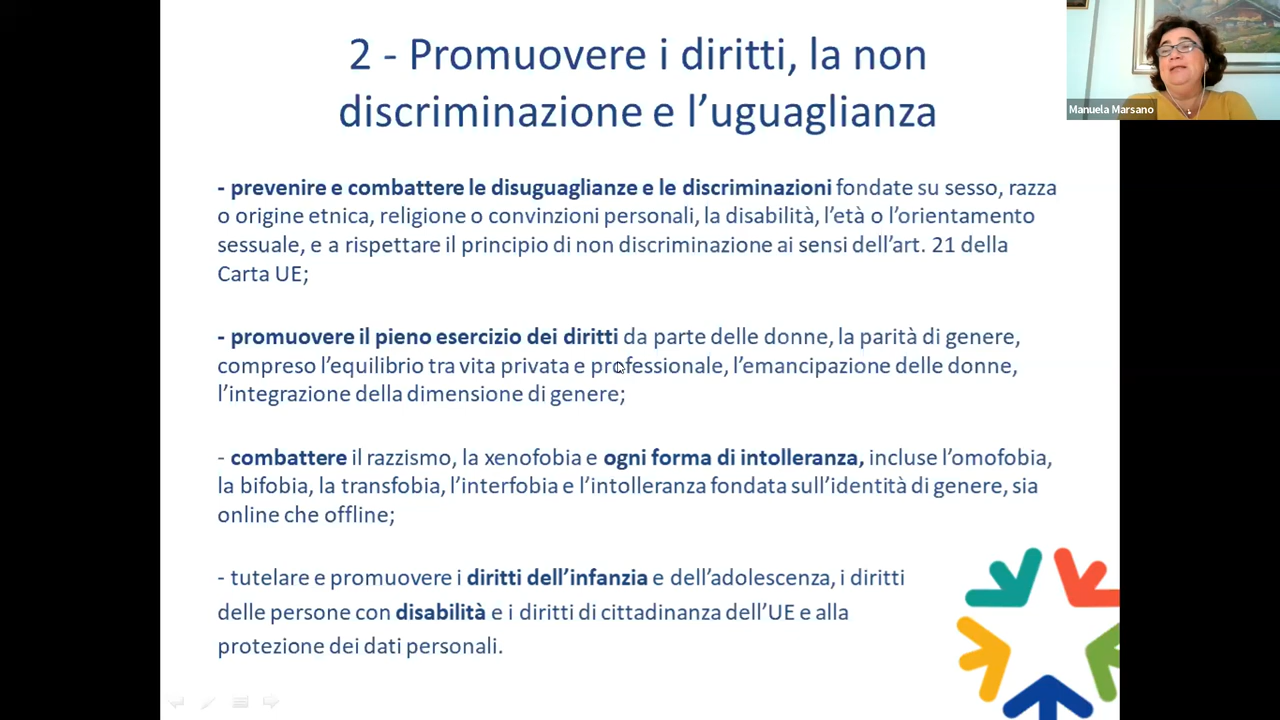 2 - Promuovere i diritti, la non
discriminazione e l’uguaglianza
Manuela Marsano
- prevenire e combattere le disuguaglianze e le discriminazioni fondate su sesso, razza
o origine etnica, religione o convinzioni personali, la disabilità, l’età o l’orientamento
sessuale, e a rispettare il principio di non discriminazione ai sensi dell’art. 21 della
Carta UE;
- promuovere il pieno esercizio dei diritti da parte delle donne, la parità di genere,
compreso l’equilibrio tra vita privata e professionale, l’emancipazione delle donne,
l’integrazione della dimensione di genere;
- combattere il razzismo, la xenofobia e ogni forma di intolleranza, incluse l’omofobia,
la bifobia, la transfobia, l’interfobia e l’intolleranza fondata sull’identità di genere, sia
online che offline;
- tutelare e promuovere i diritti dell’infanzia e dell’adolescenza, i diritti
delle persone con disabilità e i diritti di cittadinanza dell’UE e alla
protezione dei dati personali.